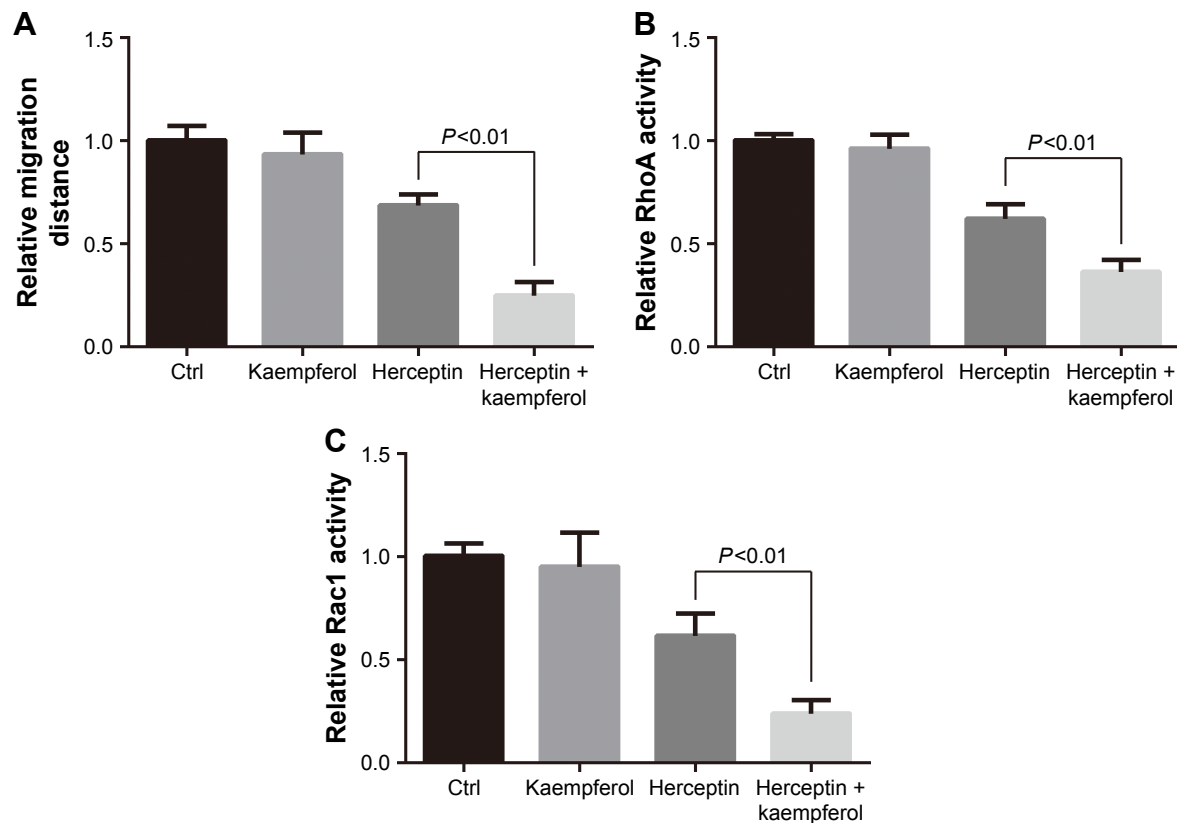 A
Relative migration
distance
1.5
1.0
0.5
0.0
P<0.01
Ctrl
Kaempferol
Herceptin
Herceptin +
kaempferol
B
Relative RhoA activity
1.5
1.0
0.5
0.0
P<0.01
Ctrl
Kaempferol
Herceptin
Herceptin +
kaempferol
C
Relative Rac1 activity
1.5
1.0
0.5
0.0
P<0.01
Ctrl
Kaempferol
Herceptin
Herceptin +
kaempferol